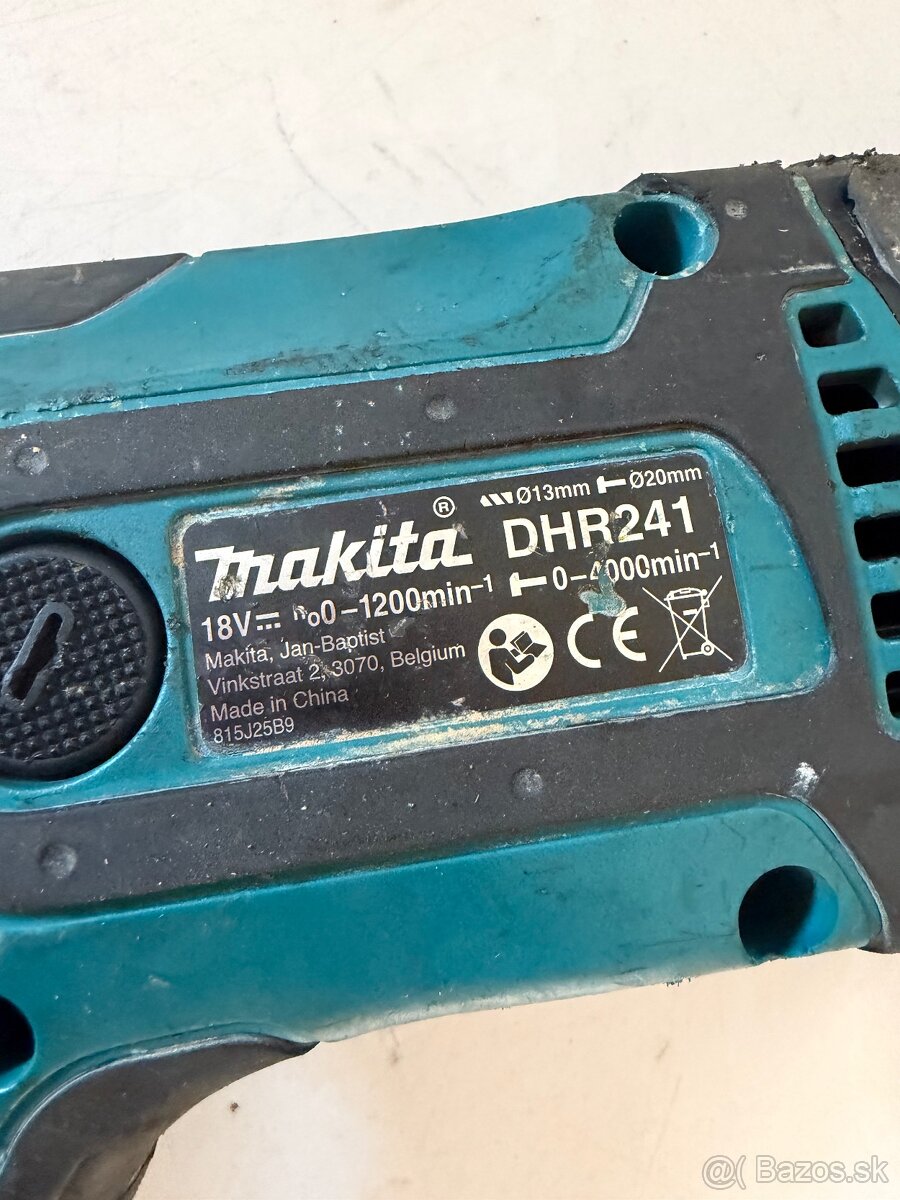 makita®
Ø13mm Ø20mm
DHR241
18V⎓ n₀0-1200min⁻¹ 0-4000min⁻¹
Makita, Jan-Baptist
Vinkstraat 2, 3070, Belgium
Made in China
815J25B9
CE
@( Bazos.sk